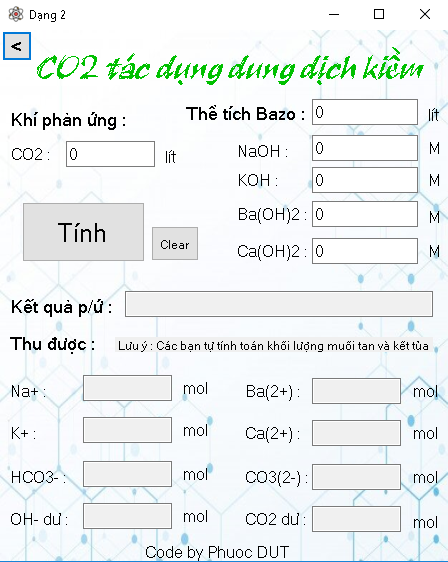 Dạng 2
<
CO2 tác dụng dung dịch kiềm
Khí phản ứng :
Thể tích Bazo : 0 lít
CO2 : 0 lít
NaOH : 0 M
KOH : 0 M
Ba(OH)2 : 0 M
Ca(OH)2 : 0 M
Tính
Clear
Kết quả p/ứ :
Thu được :
Lưu ý : Các bạn tự tính toán khối lượng muối tan và kết tủa
Na+ : mol
Ba(2+) : mol
K+ : mol
Ca(2+) : mol
HCO3- : mol
CO3(2-) : mol
OH- dư : mol
CO2 dư : mol
Code by Phuoc DUT